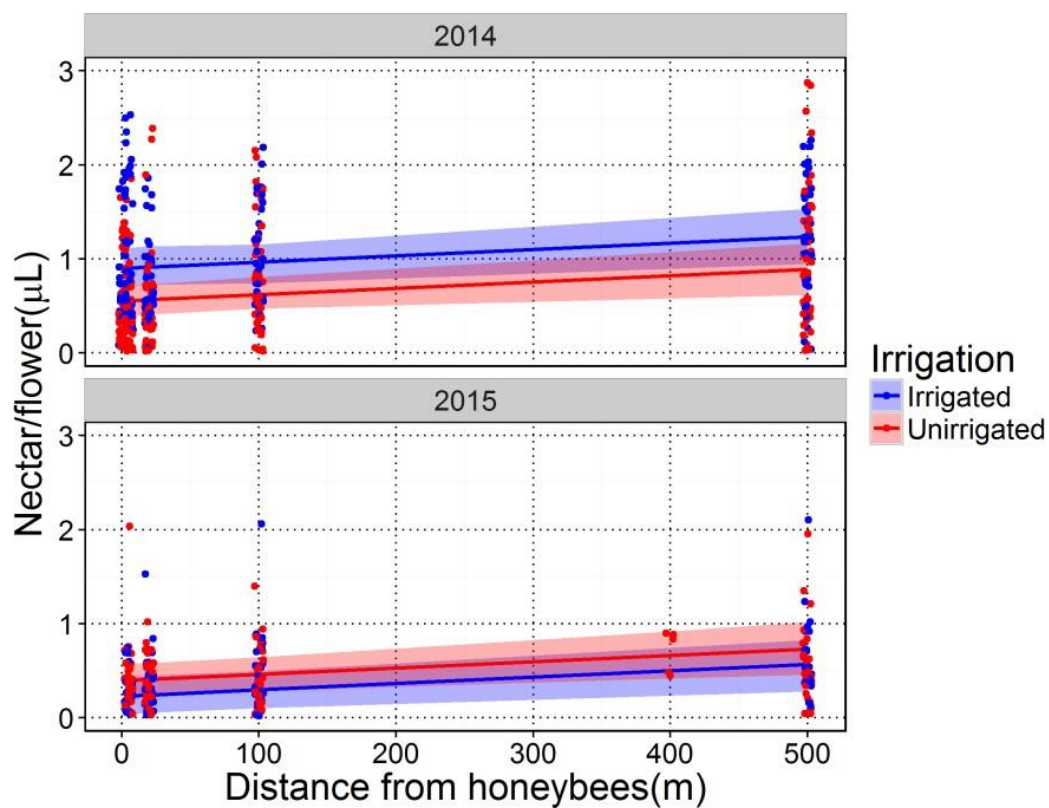 2014
3
2
1
0
2015
3
2
1
0
0 100 200 300 400 500
Distance from honeybees(m)
Nectar/flower(μL)
Irrigation
Irrigated
Unirrigated